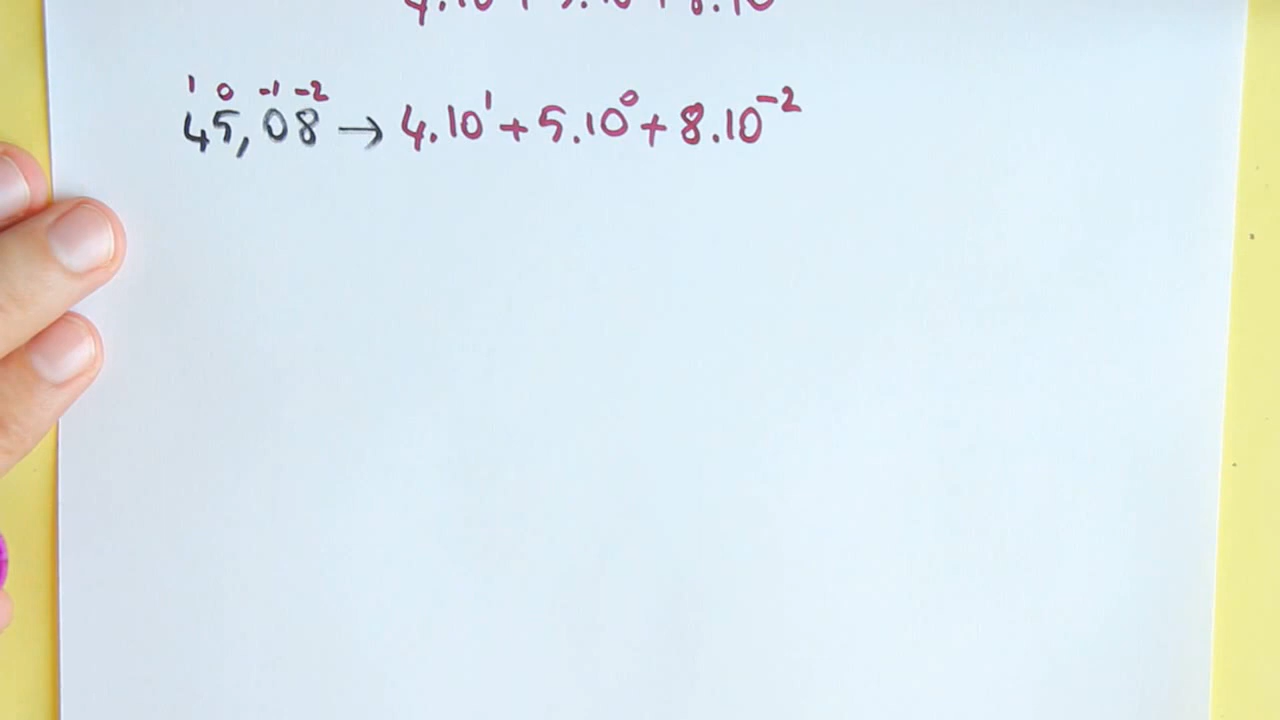 1 0 -1 -2
45,08 → 4.10¹ + 5.10⁰ + 8.10⁻²